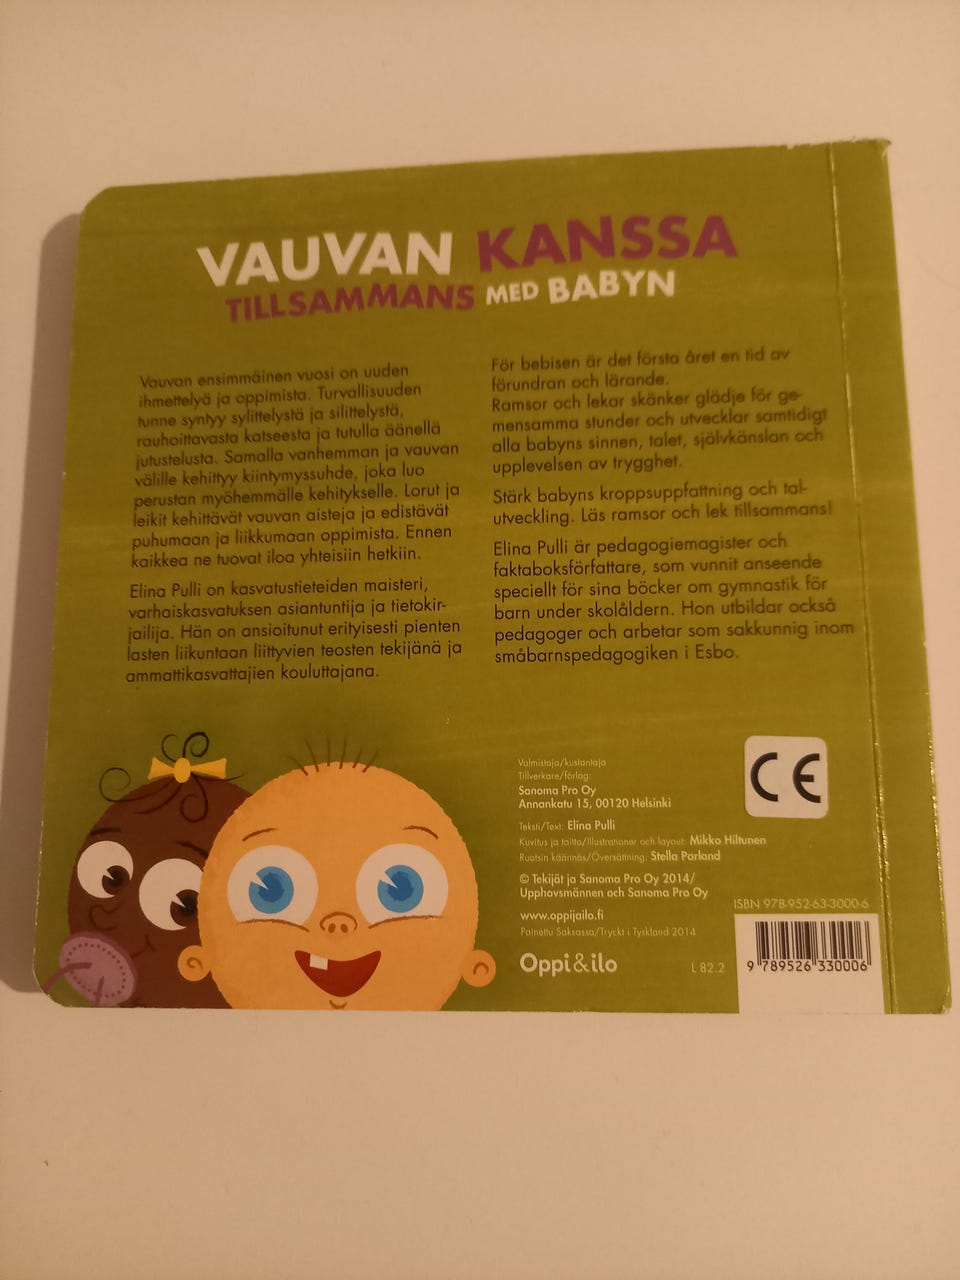 VAUVAN KANSSA
TILLSAMMANS MED BABYN
Vauvan ensimmäinen vuosi on uuden
ihmettelyä ja oppimista. Turvallisuuden
tunne syntyy sylittelystä ja silittelystä,
rauhoittavasta katseesta ja tutulla äänellä
jutustelusta. Samalla vanhemman ja vauvan
välille kehittyy kiintymyssuhde, joka luo
perustan myöhemmälle kehitykselle. Lorut ja
leikit kehittävät vauvan aisteja ja edistävät
puhumaan ja liikkumaan oppimista. Ennen
kaikkea ne tuovat iloa yhteisiin hetkiin.
Elina Pulli on kasvatustieteiden maisteri,
varhaiskasvatuksen asiantuntija ja tietokir-
jailija. Hän on ansioitunut erityisesti pienten
lasten liikuntaan liittyvien teosten tekijänä ja
ammattikasvattajien kouluttajana.
För bebisen är det första året en tid av
förundran och lärande.
Ramsor och lekar skänker glädje för ge-
mensamma stunder och utvecklar samtidigt
alla babyns sinnen, talet, självkänslan och
upplevelsen av trygghet.
Stärk babyns kroppsuppfattning och tal-
utveckling. Läs ramsor och lek tillsammans!
Elina Pulli är pedagogiemagister och
faktaboksförfattare, som vunnit anseende
speciellt för sina böcker om gymnastik för
barn under skolåldern. Hon utbildar också
pedagoger och arbetar som sakkunnig inom
småbarnspedagogiken i Esbo.
Valmistaja/kustantaja
Tillverkare/förlag:
Sanoma Pro Oy
Annankatu 15, 00120 Helsinki
Teksti/Text: Elina Pulli
Kuvitus ja taitto/Illustrationer och layout: Mikko Hiltunen
Ruotsin käännös/Översättning: Stella Parland
© Tekijät ja Sanoma Pro Oy 2014/
Upphovsmännen och Sanoma Pro Oy
www.oppijailo.fi
Painettu Saksassa/Tryckt i Tyskland 2014
Oppi&ilo
L 82.2
CE
ISBN 978-952-63-3000-6
9 789526 330006